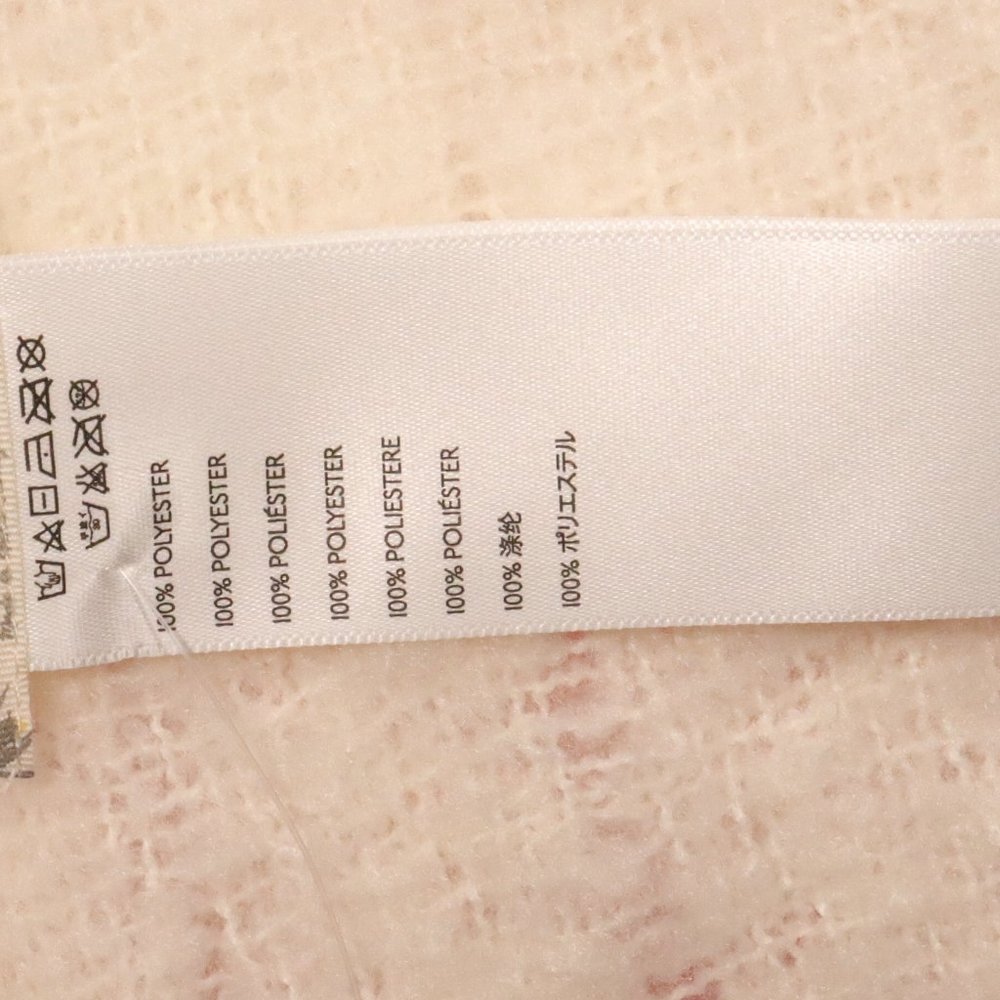 100% POLYESTER
100% POLYESTER
100% POLIÉSTER
100% POLYESTER
100% POLIESTERE
100% POLIÉSTER
100% 涤纶
100% ポリエステル